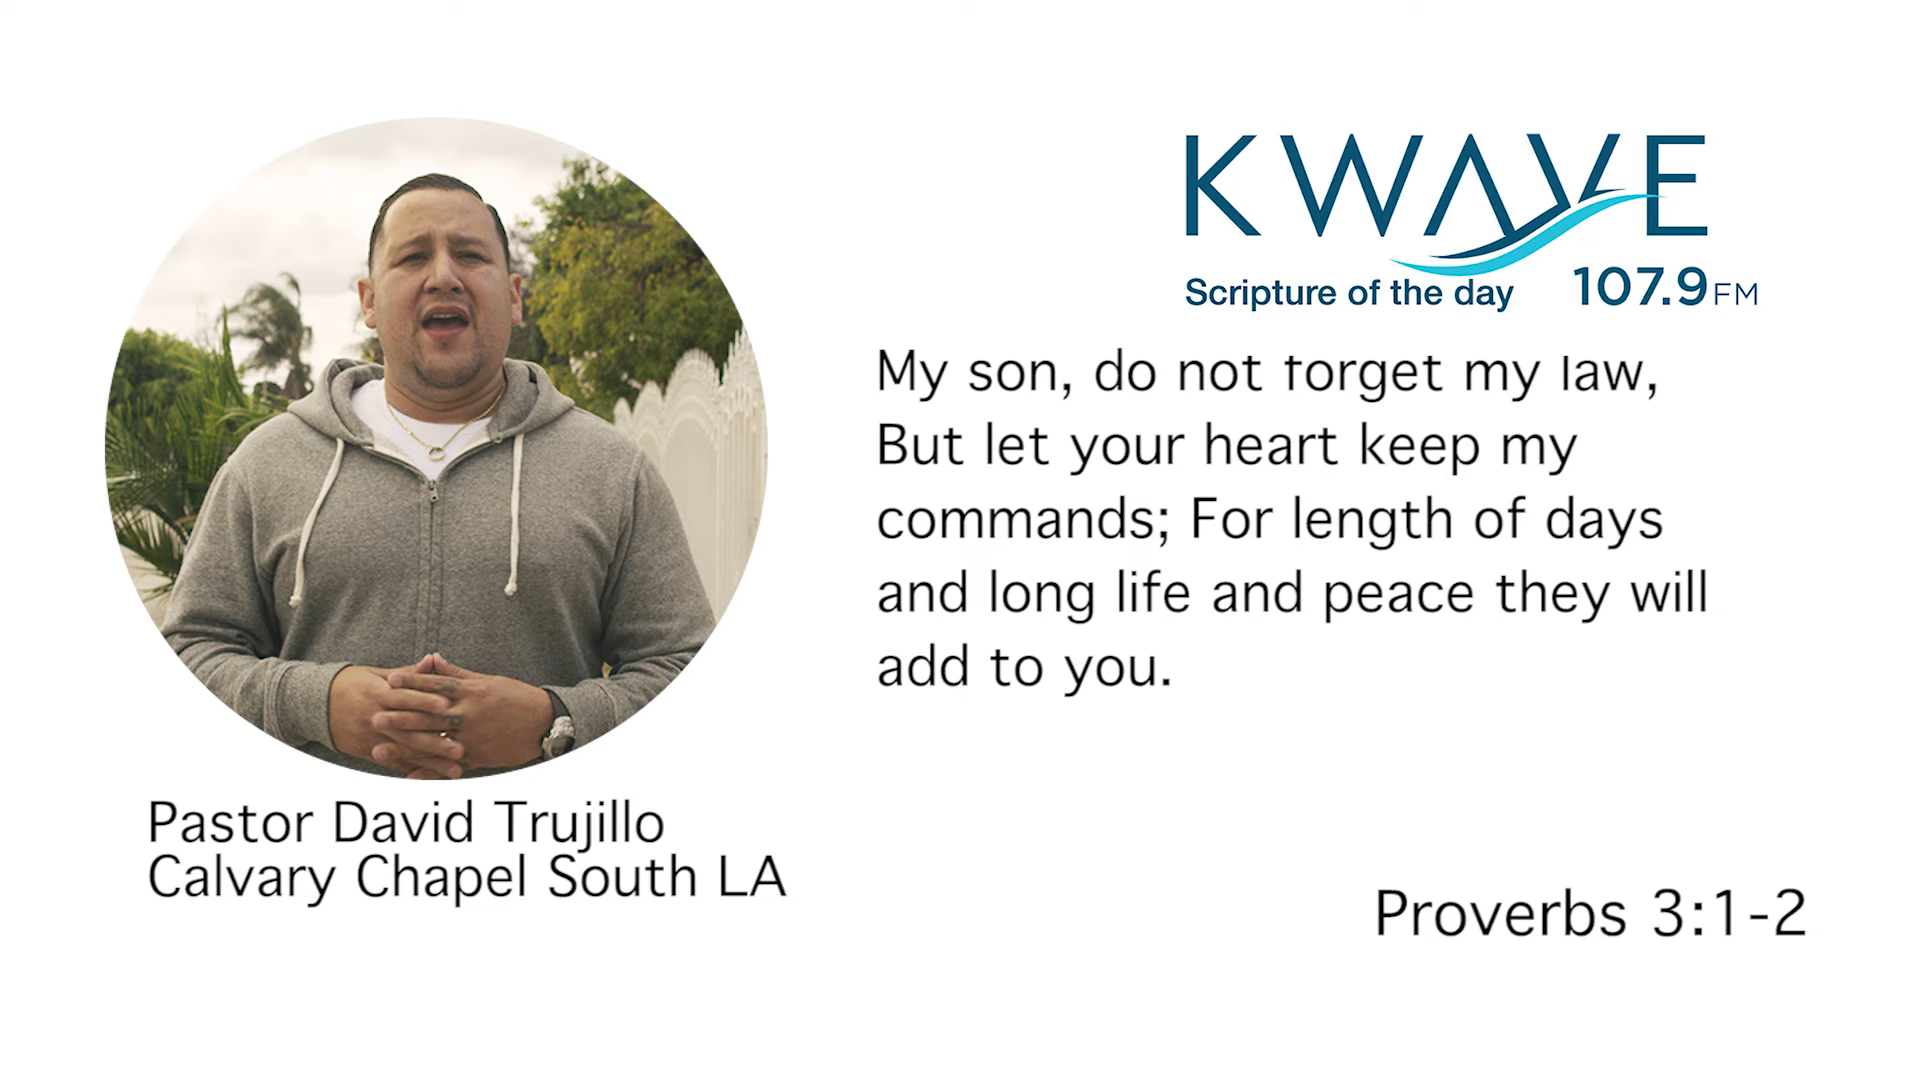 KWAVE
Scripture of the day 107.9 FM
My son, do not forget my law,
But let your heart keep my
commands; For length of days
and long life and peace they will
add to you.
Pastor David Trujillo
Calvary Chapel South LA
Proverbs 3:1-2